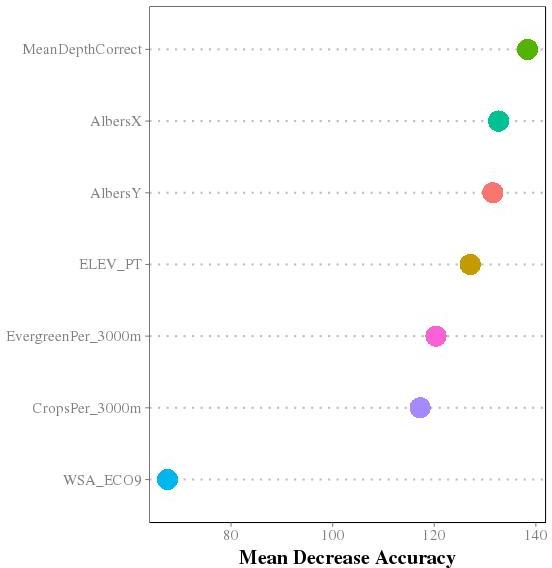 MeanDepthCorrect
AlbersX
AlbersY
ELEV_PT
EvergreenPer_3000m
CropsPer_3000m
WSA_ECO9
80 100 120 140
Mean Decrease Accuracy